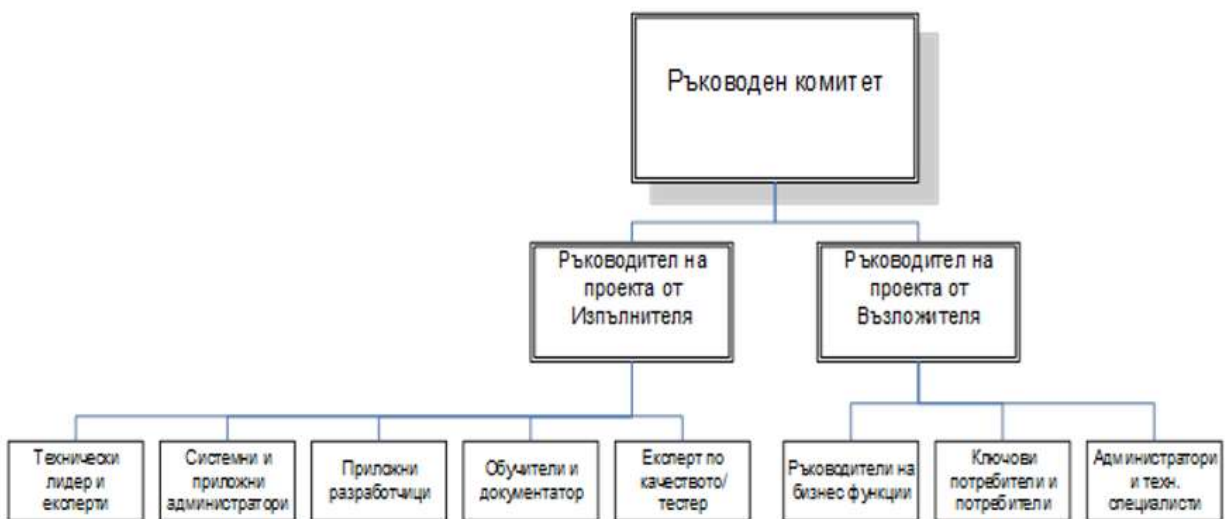 Ръководен комитет
Ръководител на
проекта от
Изпълнителя
Ръководител на
проекта от
Възложителя
Технически
лидер и
експерти
Системни и
приложни
администратори
Приложни
разработчици
Обучители и
документатор
Експерт по
качеството/
тестер
Ръководители на
бизнес функции
Ключови
потребители и
потребители
Администратори
и техн.
специалисти